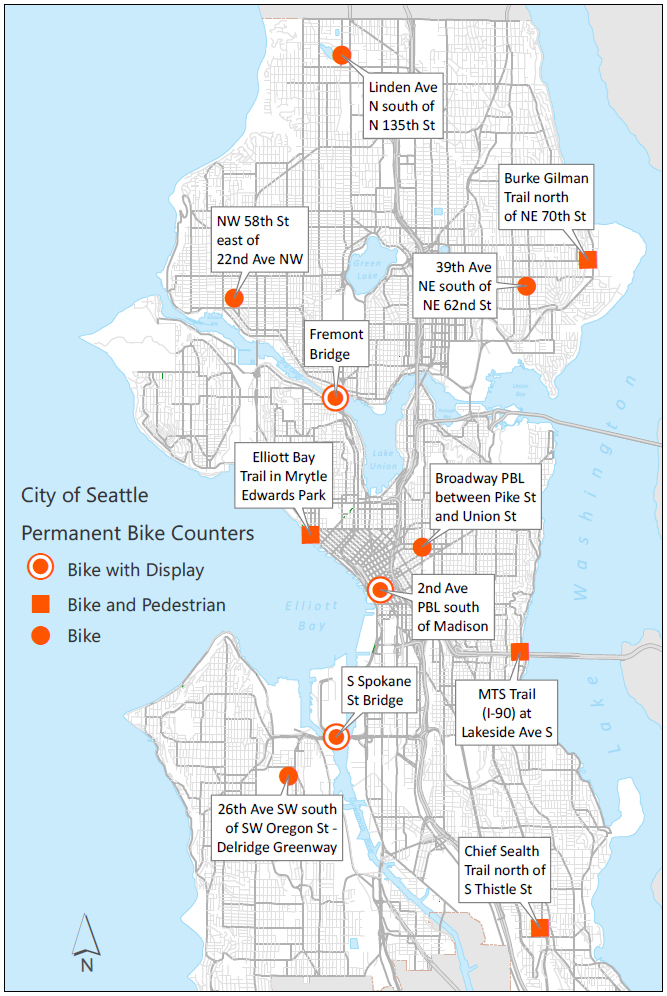 Linden Ave
N south of
N 135th St
Burke Gilman
Trail north
of NE 70th St
NW 58th St
east of
22nd Ave NW
39th Ave
NE south of
NE 62nd St
Green
Lake
Fremont
Bridge
Union
Bay
Elliott Bay
Trail in Mrytle
Edwards Park
Lake
Union
Broadway PBL
between Pike St
and Union St
City of Seattle
Permanent Bike Counters
Bike with Display
Bike and Pedestrian
Bike
2nd Ave
PBL south
of Madison
Elliott
Bay
Lake Washington
S Spokane
St Bridge
MTS Trail
(I-90) at
Lakeside Ave S
26th Ave SW south
of SW Oregon St -
Delridge Greenway
Chief Sealth
Trail north of
S Thistle St
N